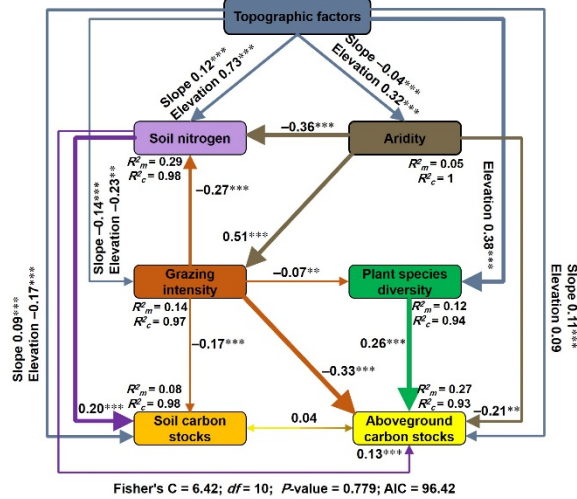 Topographic factors
Slope 0.12***
Elevation 0.73***
Slope –0.04***
Elevation 0.32***
Soil nitrogen
–0.36***
Aridity
R²m = 0.29
R²c = 0.98
R²m = 0.05
R²c = 1
–0.27***
Elevation 0.38***
Slope –0.14***
Elevation –0.23**
0.51***
Grazing
intensity
–0.07**
Plant species
diversity
R²m = 0.14
R²c = 0.97
R²m = 0.12
R²c = 0.94
Slope 0.09***
Elevation –0.17***
Slope 0.11***
Elevation 0.09
–0.17***
–0.33***
0.26***
R²m = 0.08
R²c = 0.98
R²m = 0.27
R²c = 0.93
0.20***
Soil carbon
stocks
0.04
Aboveground
carbon stocks
–0.21**
0.13***
Fisher's C = 6.42; df = 10; P-value = 0.779; AIC = 96.42